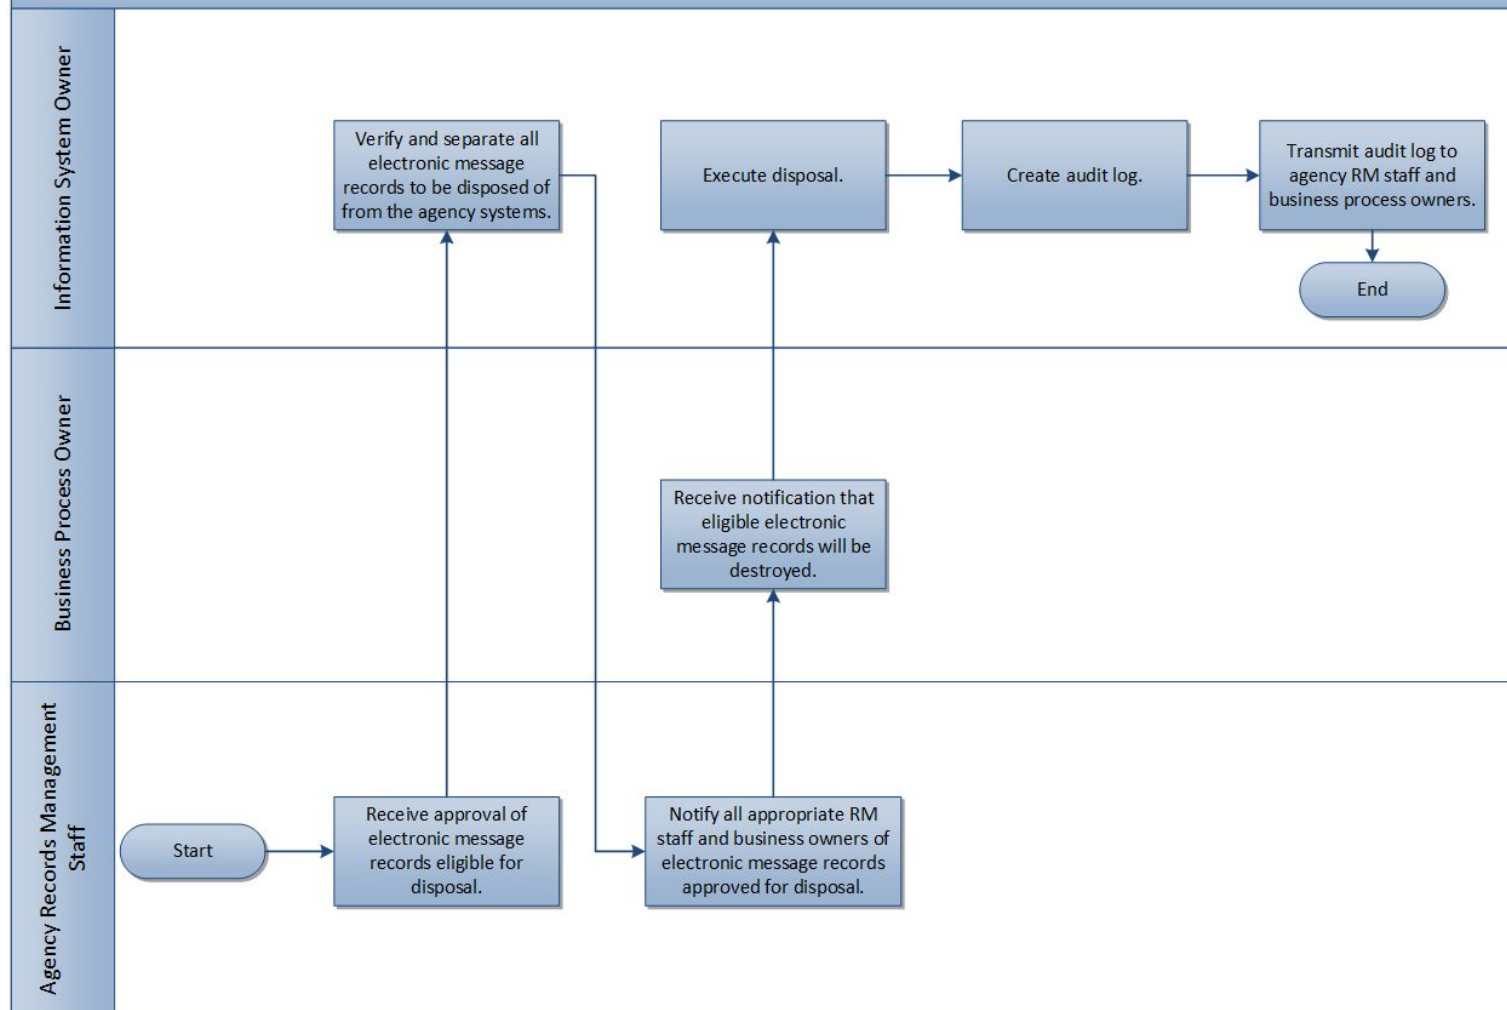 Information System Owner
Verify and separate all
electronic message
records to be disposed of
from the agency systems.
Execute disposal.
Create audit log.
Transmit audit log to
agency RM staff and
business process owners.
End
Business Process Owner
Receive notification that
eligible electronic
message records will be
destroyed.
Agency Records Management
Staff
Start
Receive approval of
electronic message
records eligible for
disposal.
Notify all appropriate RM
staff and business owners of
electronic message records
approved for disposal.